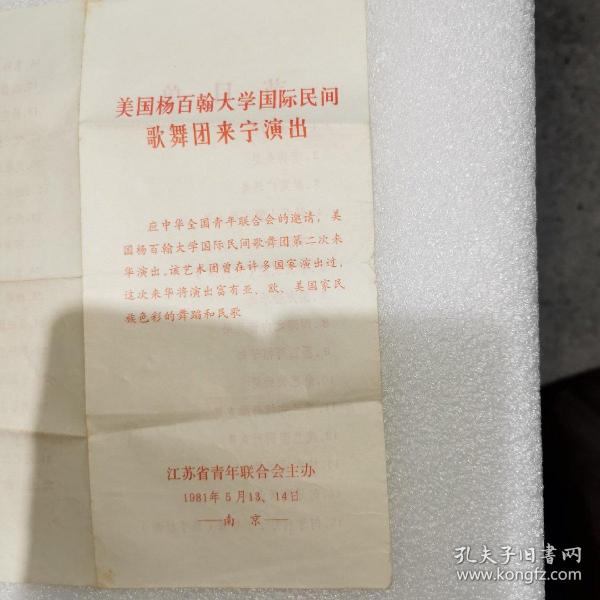 美国杨百翰大学国际民间
歌舞团来宁演出
应中华全国青年联合会的邀请，美
国杨百翰大学国际民间歌舞团第二次来
华演出。该艺术团曾在许多国家演出过，
这次来华将演出富有亚、欧、美国家民
族色彩的舞蹈和民歌
江苏省青年联合会主办
1981年5月13、14日
——南京——
孔夫子旧书网
www.kongfz.com